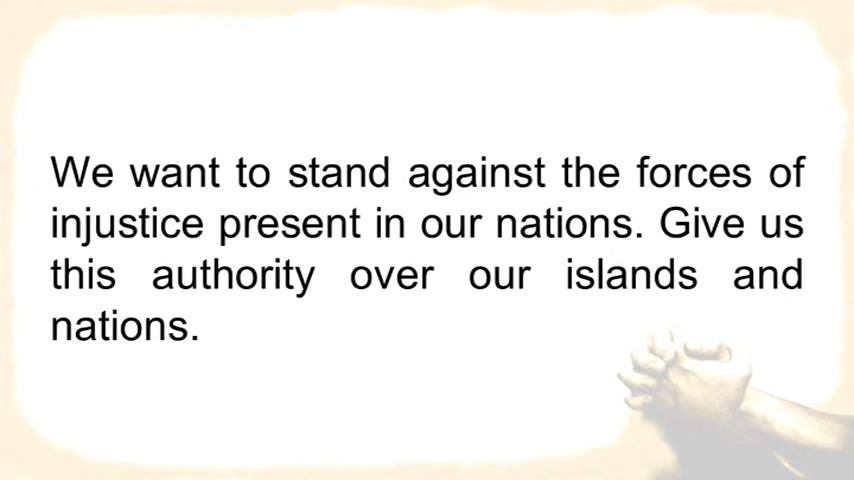 We want to stand against the forces of
injustice present in our nations. Give us
this authority over our islands and
nations.